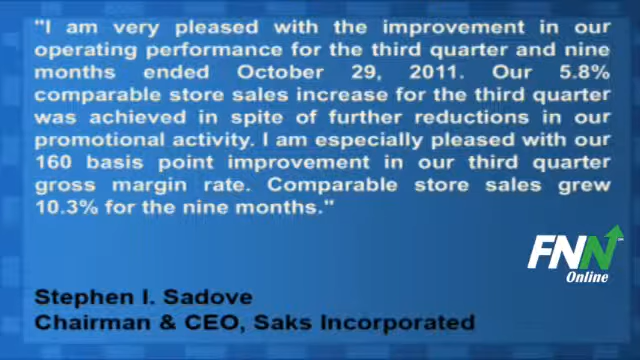 "I am very pleased with the improvement in our
operating performance for the third quarter and nine
months ended October 29, 2011. Our 5.8%
comparable store sales increase for the third quarter
was achieved in spite of further reductions in our
promotional activity. I am especially pleased with our
160 basis point improvement in our third quarter
gross margin rate. Comparable store sales grew
10.3% for the nine months."
FNN
Online
Stephen I. Sadove
Chairman & CEO, Saks Incorporated